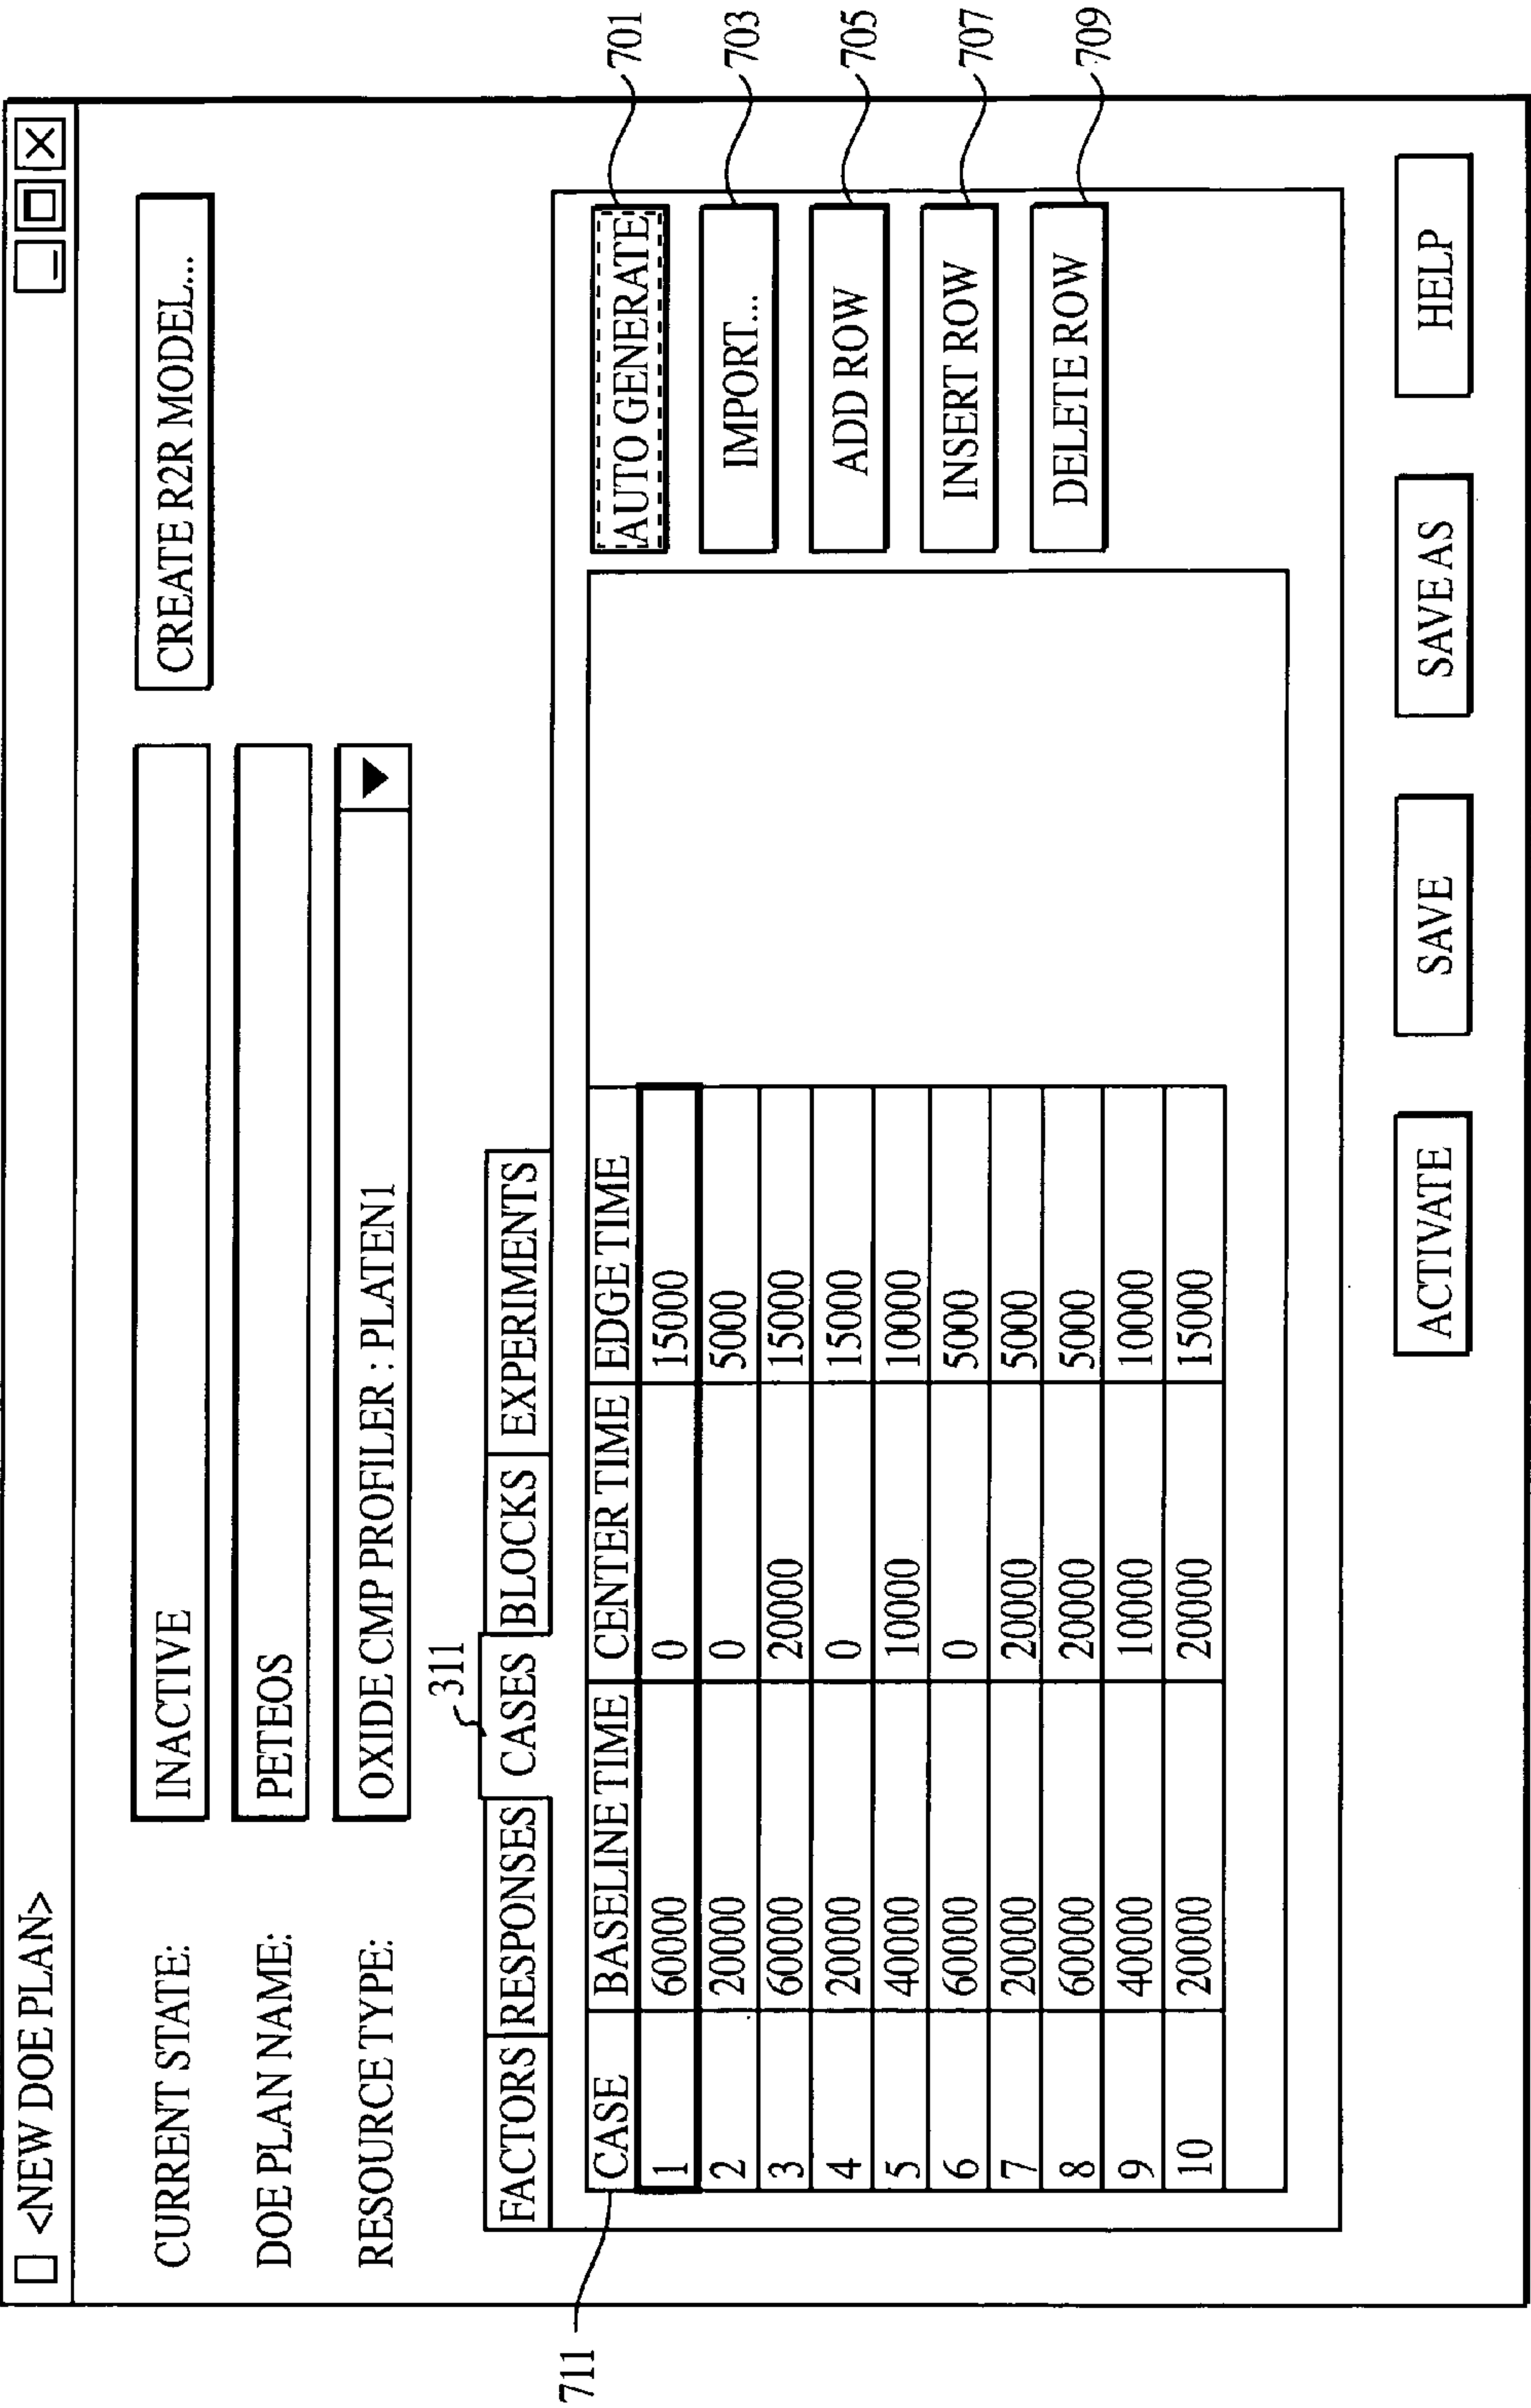 <NEW DOE PLAN>
CURRENT STATE: INACTIVE CREATE R2R MODEL...
DOE PLAN NAME: PETEOS
RESOURCE TYPE: OXIDE CMP PROFILER : PLATEN1
311
FACTORS RESPONSES CASES BLOCKS EXPERIMENTS
711
CASE BASELINE TIME CENTER TIME EDGE TIME
1 60000 0 15000
2 20000 0 5000
3 60000 20000 15000
4 20000 0 15000
5 40000 10000 10000
6 60000 0 5000
7 20000 20000 5000
8 60000 20000 5000
9 40000 10000 10000
10 20000 20000 15000
AUTO GENERATE 701
IMPORT... 703
ADD ROW 705
INSERT ROW 707
DELETE ROW 709
ACTIVATE SAVE SAVE AS HELP